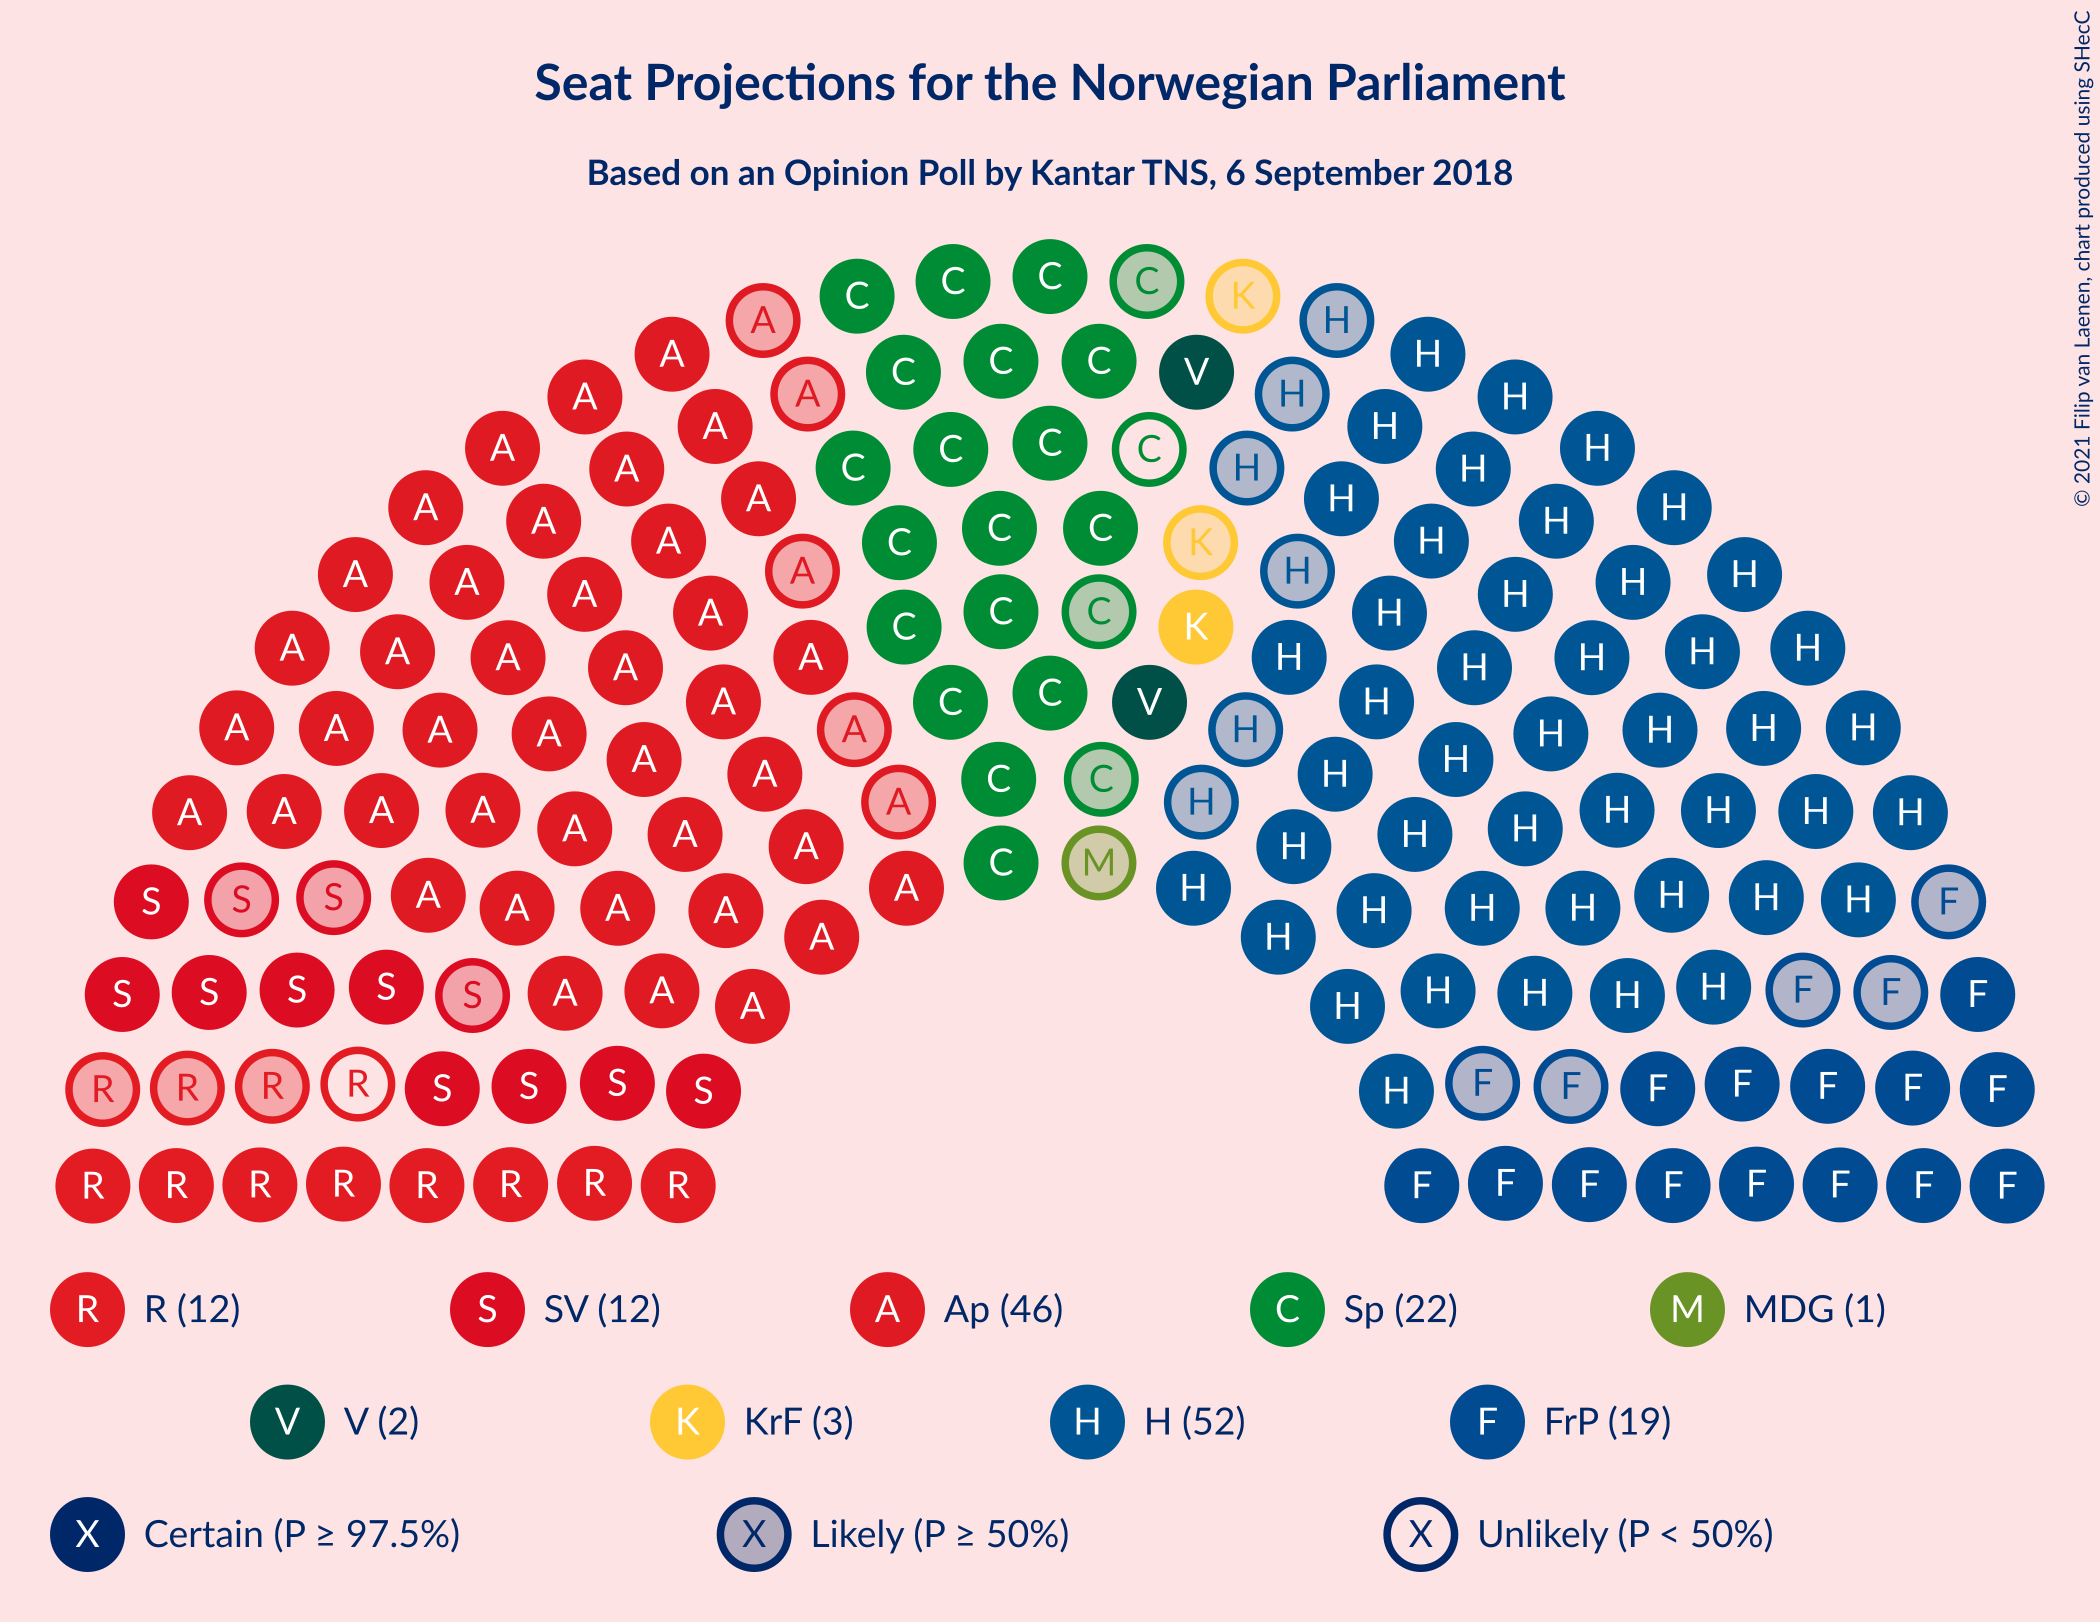 Seat Projections for the Norwegian Parliament
Based on an Opinion Poll by Kantar TNS, 6 September 2018
© 2021 Filip van Laenen, chart produced using SHecC
C C C C K
A A H H
A C C C V H
A A H H
A A C C C C H H H
A A H H
A A C C C K H H H
A A A H H H
A A A C C C K H H H
A A A A H H H H
A A A A C C V H H H H
A A A A A A H H H H H H
A A A A A A A C C H H H H H H H
A A A H H H
S S S A A A A A A C M H H H H H H H H F
S S S S S A A A A H H H H H H F F F
R R R R S S S S H F F F F F F F
R R R R R R R R F F F F F F F F
R R (12) S SV (12) A Ap (46) C Sp (22) M MDG (1)
V V (2) K KrF (3) H H (52) F FrP (19)
X Certain (P ≥ 97.5%) X Likely (P ≥ 50%) X Unlikely (P < 50%)